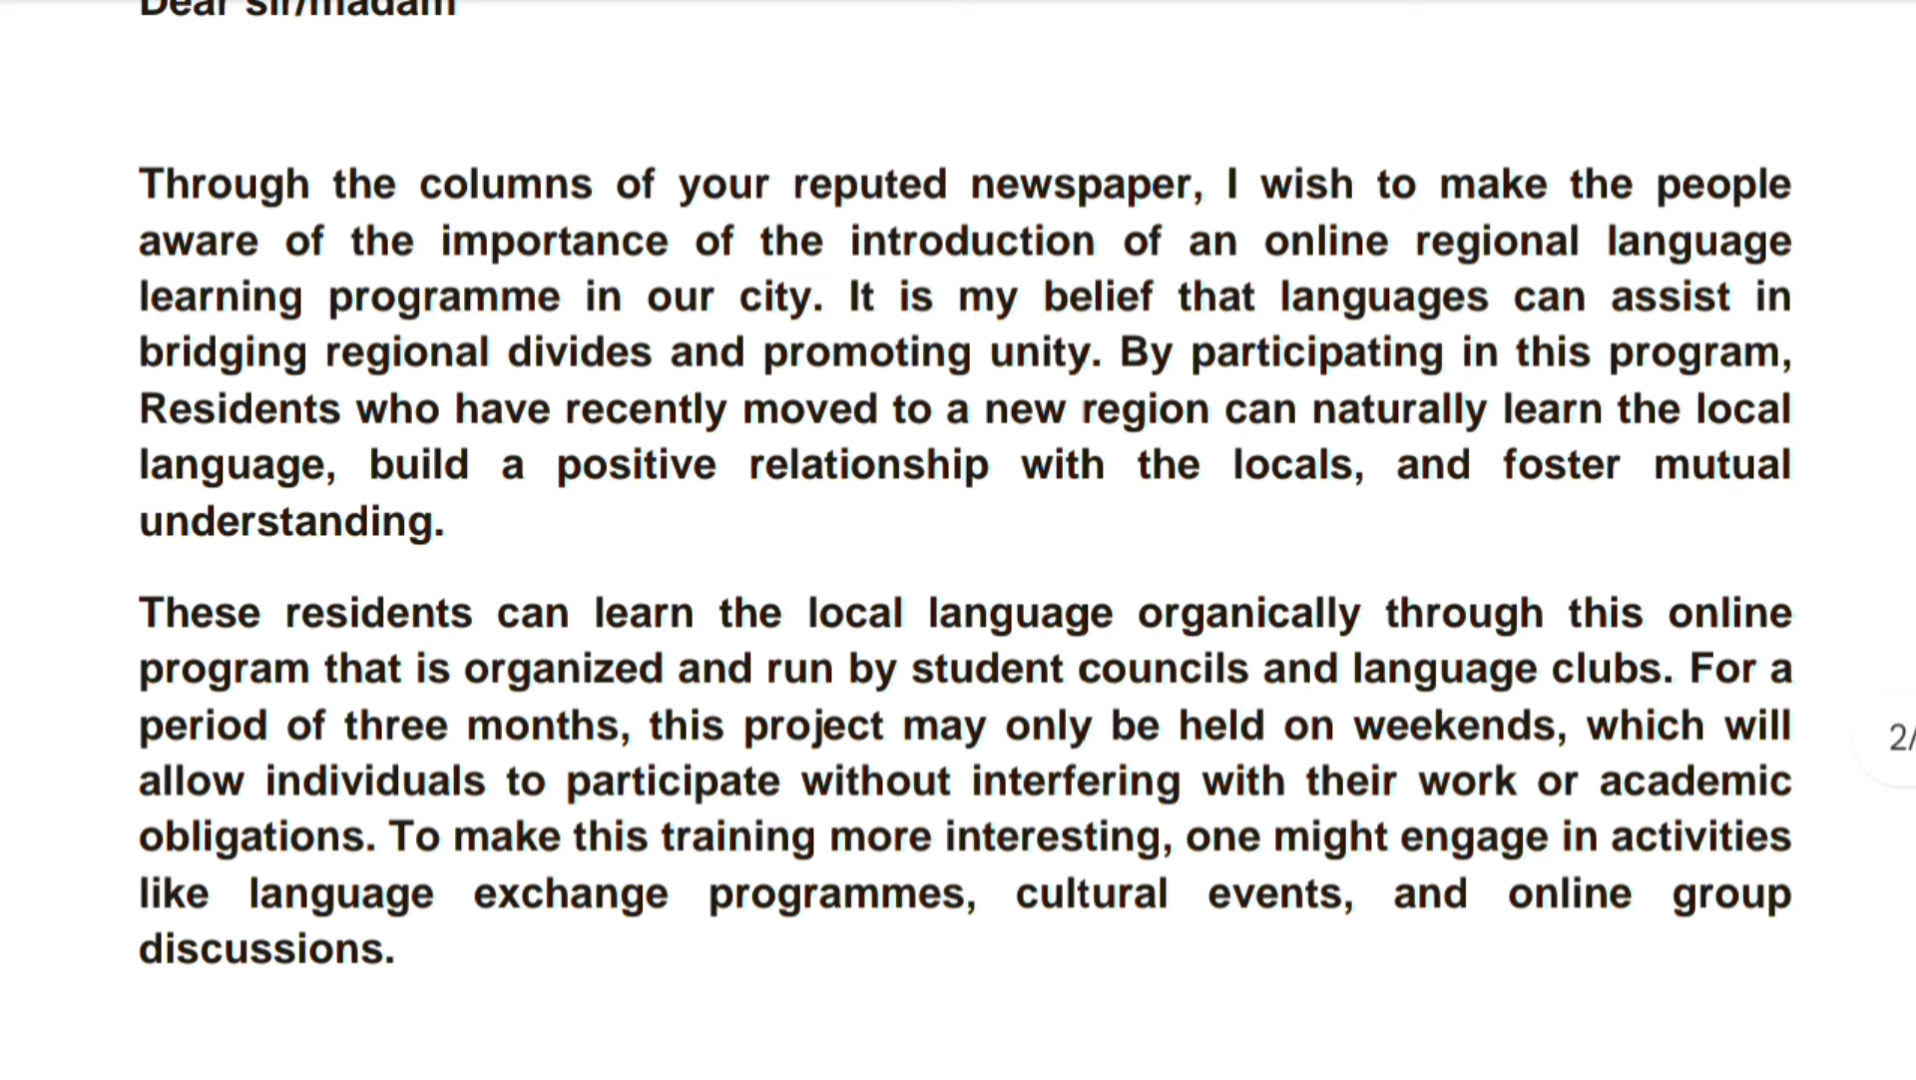 Dear sir/madam
Through the columns of your reputed newspaper, I wish to make the people
aware of the importance of the introduction of an online regional language
learning programme in our city. It is my belief that languages can assist in
bridging regional divides and promoting unity. By participating in this program,
Residents who have recently moved to a new region can naturally learn the local
language, build a positive relationship with the locals, and foster mutual
understanding.
These residents can learn the local language organically through this online
program that is organized and run by student councils and language clubs. For a
period of three months, this project may only be held on weekends, which will
allow individuals to participate without interfering with their work or academic
obligations. To make this training more interesting, one might engage in activities
like language exchange programmes, cultural events, and online group
discussions.
2/